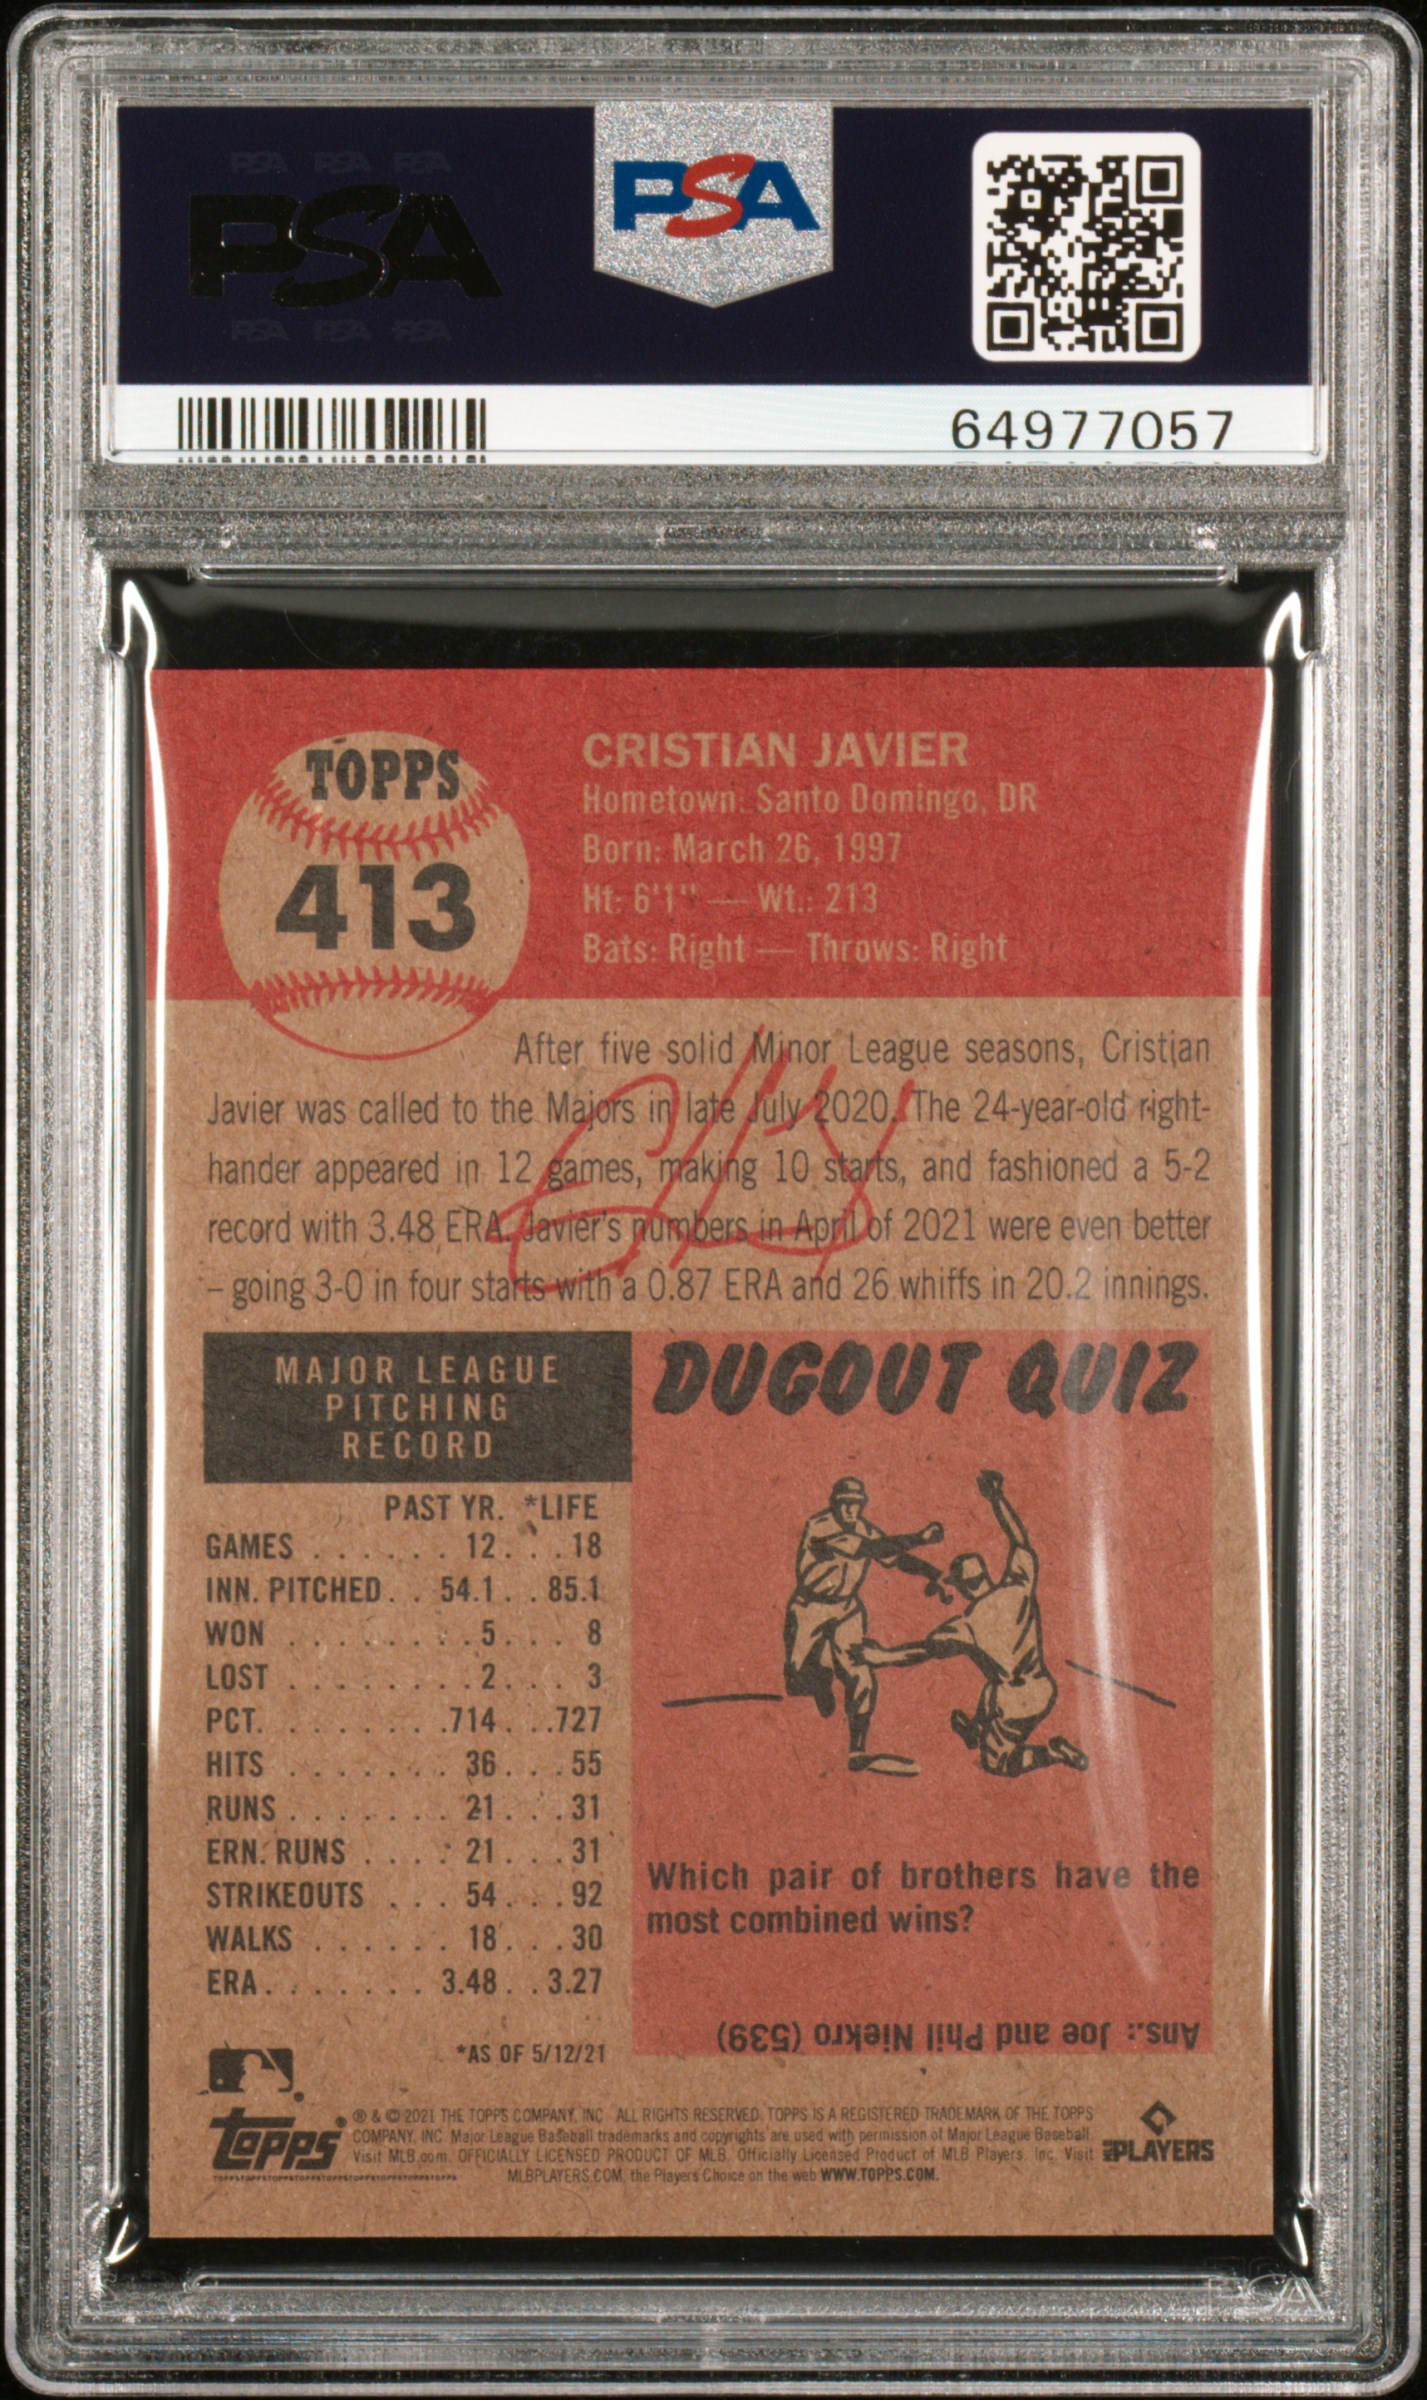 PSA PSA PSA
PSA
PSA PSA PSA
PSA
64977057
TOPPS
413
CRISTIAN JAVIER
Hometown: Santo Domingo, DR
Born: March 26, 1997
Ht: 6'1" — Wt.: 213
Bats: Right — Throws: Right
After five solid Minor League seasons, Cristian
Javier was called to the Majors in late July 2020. The 24-year-old right-
hander appeared in 12 games, making 10 starts, and fashioned a 5-2
record with 3.48 ERA. Javier's numbers in April of 2021 were even better
– going 3-0 in four starts with a 0.87 ERA and 26 whiffs in 20.2 innings.
MAJOR LEAGUE
PITCHING
RECORD
PAST YR. *LIFE
GAMES . . . . . . 12. . .18
INN. PITCHED. . 54.1. . 85.1
WON . . . . . . . . .5. . . 8
LOST . . . . . . . . 2. . . 3
PCT. . . . . . . . .714. . .727
HITS . . . . . . . 36. . .55
RUNS . . . . . . . 21. . .31
ERN. RUNS . . . . 21. . .31
STRIKEOUTS . . . 54. . .92
WALKS . . . . . . 18. . .30
ERA. . . . . . . 3.48. . 3.27
*AS OF 5/12/21
DUGOUT QUIZ
Which pair of brothers have the
most combined wins?
Ans.: Joe and Phil Niekro (539)
topps
® & © 2021 THE TOPPS COMPANY, INC. ALL RIGHTS RESERVED. TOPPS IS A REGISTERED TRADEMARK OF THE TOPPS
COMPANY, INC. Major League Baseball trademarks and copyrights are used with permission of Major League Baseball.
Visit MLB.com. OFFICIALLY LICENSED PRODUCT OF MLB. Officially Licensed Product of MLB Players, Inc. Visit
MLBPLAYERS.COM, the Players Choice on the web WWW.TOPPS.COM.
MLB PLAYERS
PSA